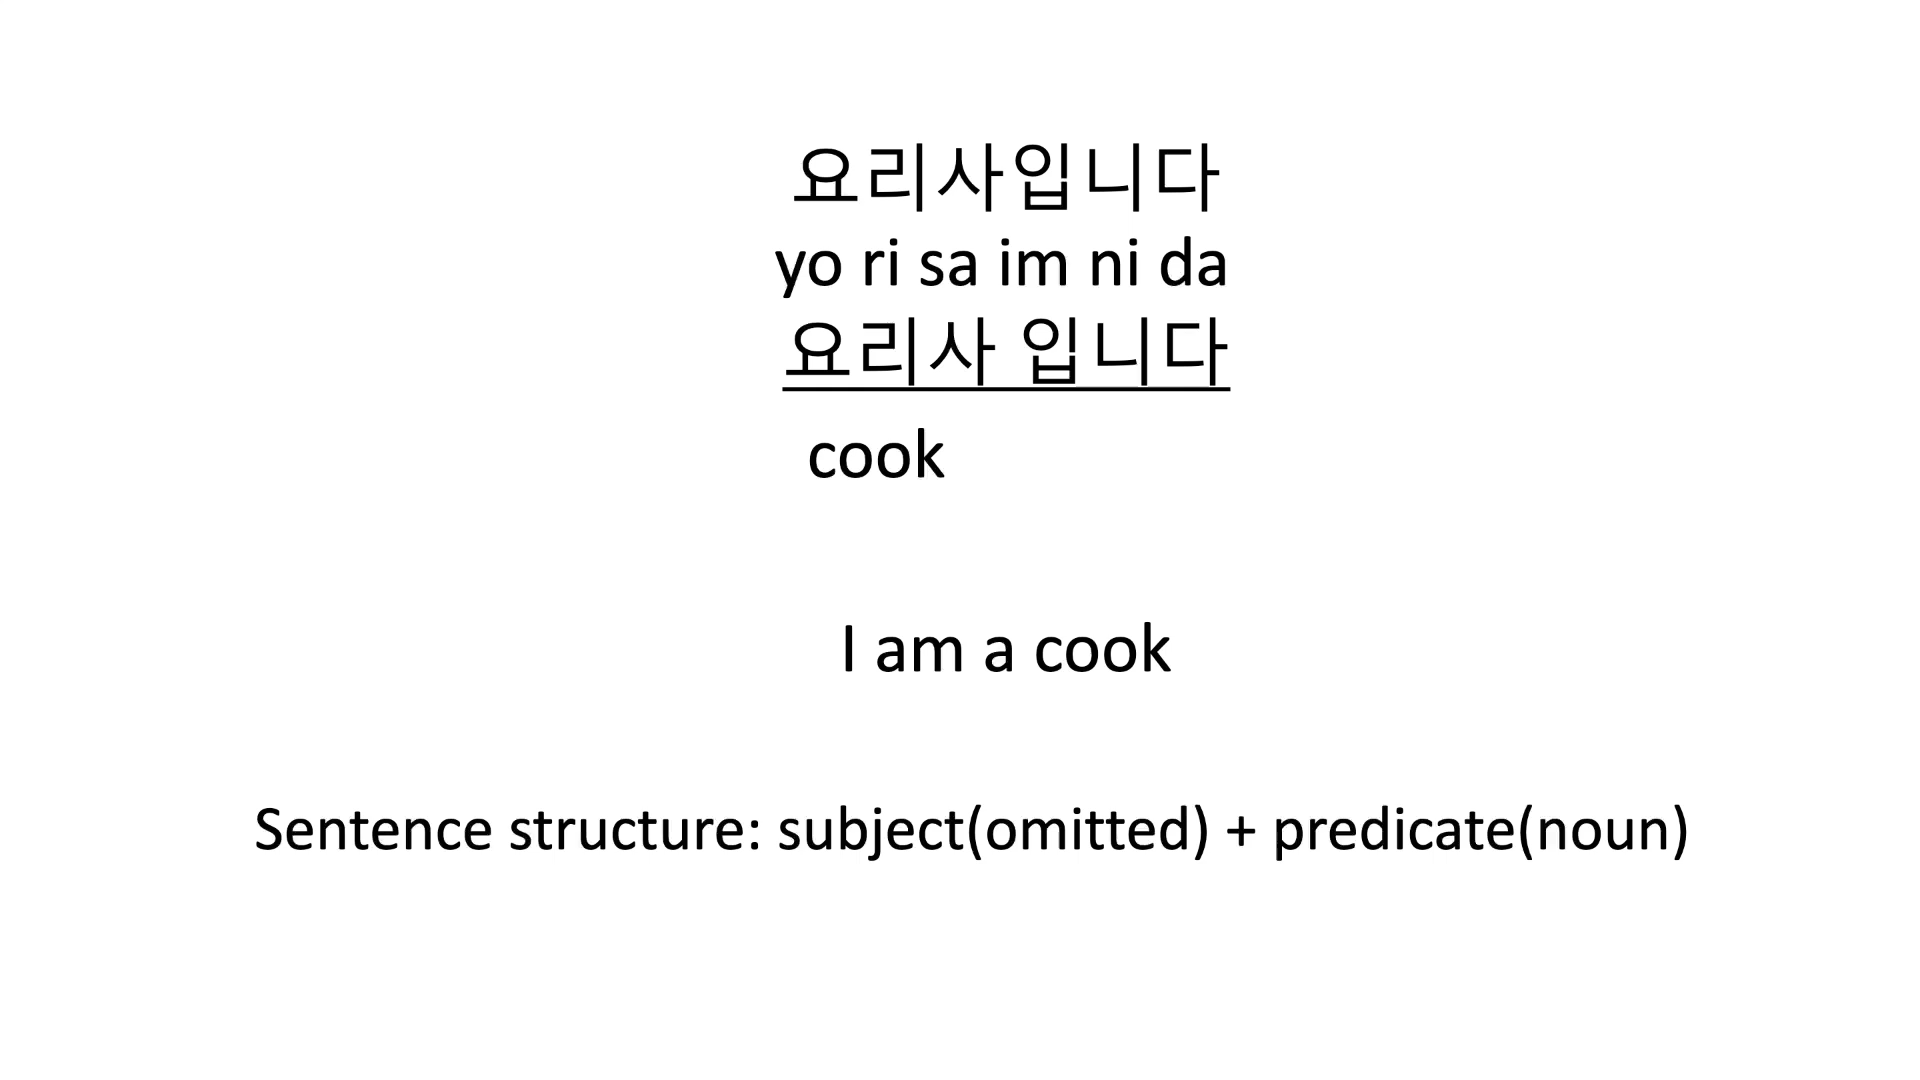 요리사입니다
yo ri sa im ni da
요리사 입니다
cook
I am a cook
Sentence structure: subject(omitted) + predicate(noun)